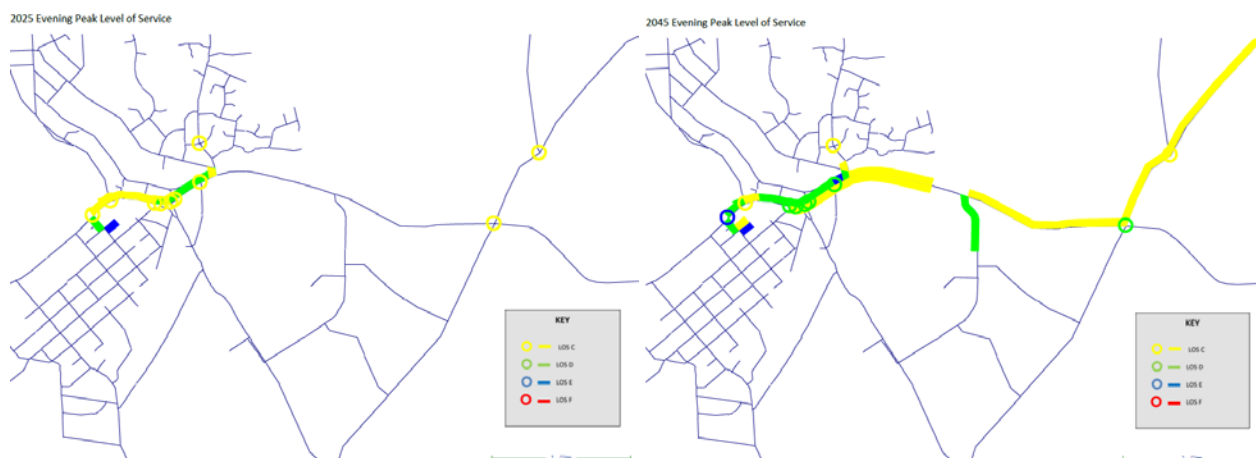 2025 Evening Peak Level of Service
KEY
LOS C
LOS D
LOS E
LOS F
2045 Evening Peak Level of Service
KEY
LOS C
LOS D
LOS E
LOS F